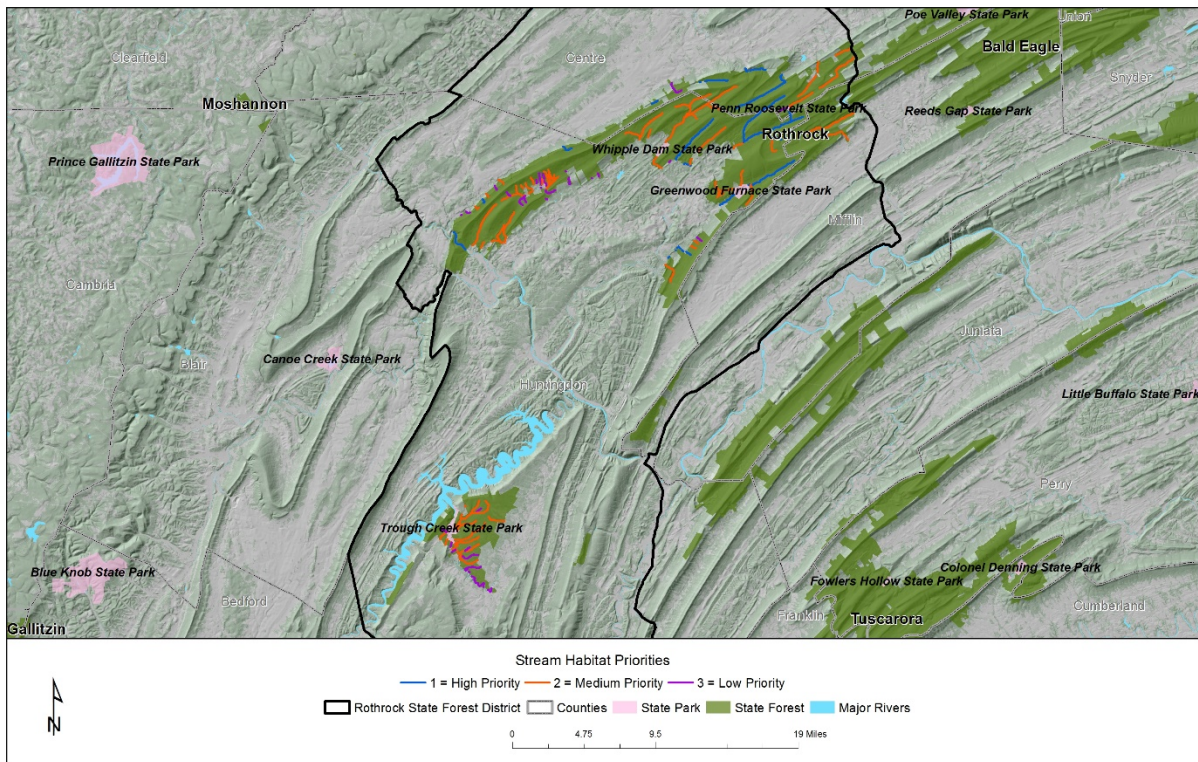 Poe Valley State Park
Union
Bald Eagle
Centre
Clearfield
Snyder
Moshannon
Penn Roosevelt State Park
Reeds Gap State Park
Rothrock
Whipple Dam State Park
Prince Gallitzin State Park
Greenwood Furnace State Park
Mifflin
Cambria
Juniata
Canoe Creek State Park
Blair
Huntingdon
Little Buffalo State Park
Perry
Trough Creek State Park
Blue Knob State Park
Colonel Denning State Park
Fowlers Hollow State Park
Bedford
Cumberland
Franklin
Tuscarora
Gallitzin
Stream Habitat Priorities
1 = High Priority 2 = Medium Priority 3 = Low Priority
Rothrock State Forest District Counties State Park State Forest Major Rivers
N
0 4.75 9.5 19 Miles